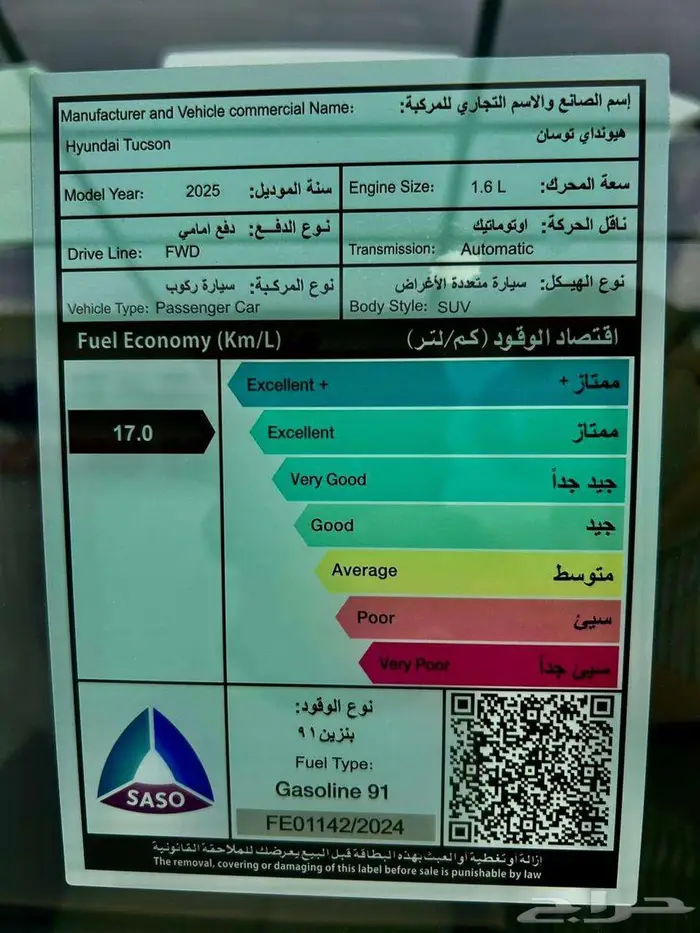 Manufacturer and Vehicle commercial Name: إسم الصانع والاسم التجاري للمركبة:
Hyundai Tucson هيونداي توسان
Model Year: 2025 سنة الموديل:
Engine Size: 1.6 L سعة المحرك:
نوع الدفع: دفع امامي
Drive Line: FWD
ناقل الحركة: اوتوماتيك
Transmission: Automatic
نوع المركبة: سيارة ركوب
Vehicle Type: Passenger Car
نوع الهيكل: سيارة متعددة الأغراض
Body Style: SUV
Fuel Economy (Km/L) اقتصاد الوقود (كم/لتر)
Excellent + ممتاز +
17.0
Excellent ممتاز
Very Good جيد جداً
Good جيد
Average متوسط
Poor سيئ
Very Poor سيئ جداً
SASO
نوع الوقود:
بنزين ٩١
Fuel Type:
Gasoline 91
FE01142/2024
إزالة او تغطية أو العبث بهذه البطاقة قبل البيع يعرضك للملاحقة القانونية
The removal, covering or damaging of this label before sale is punishable by law
حراج